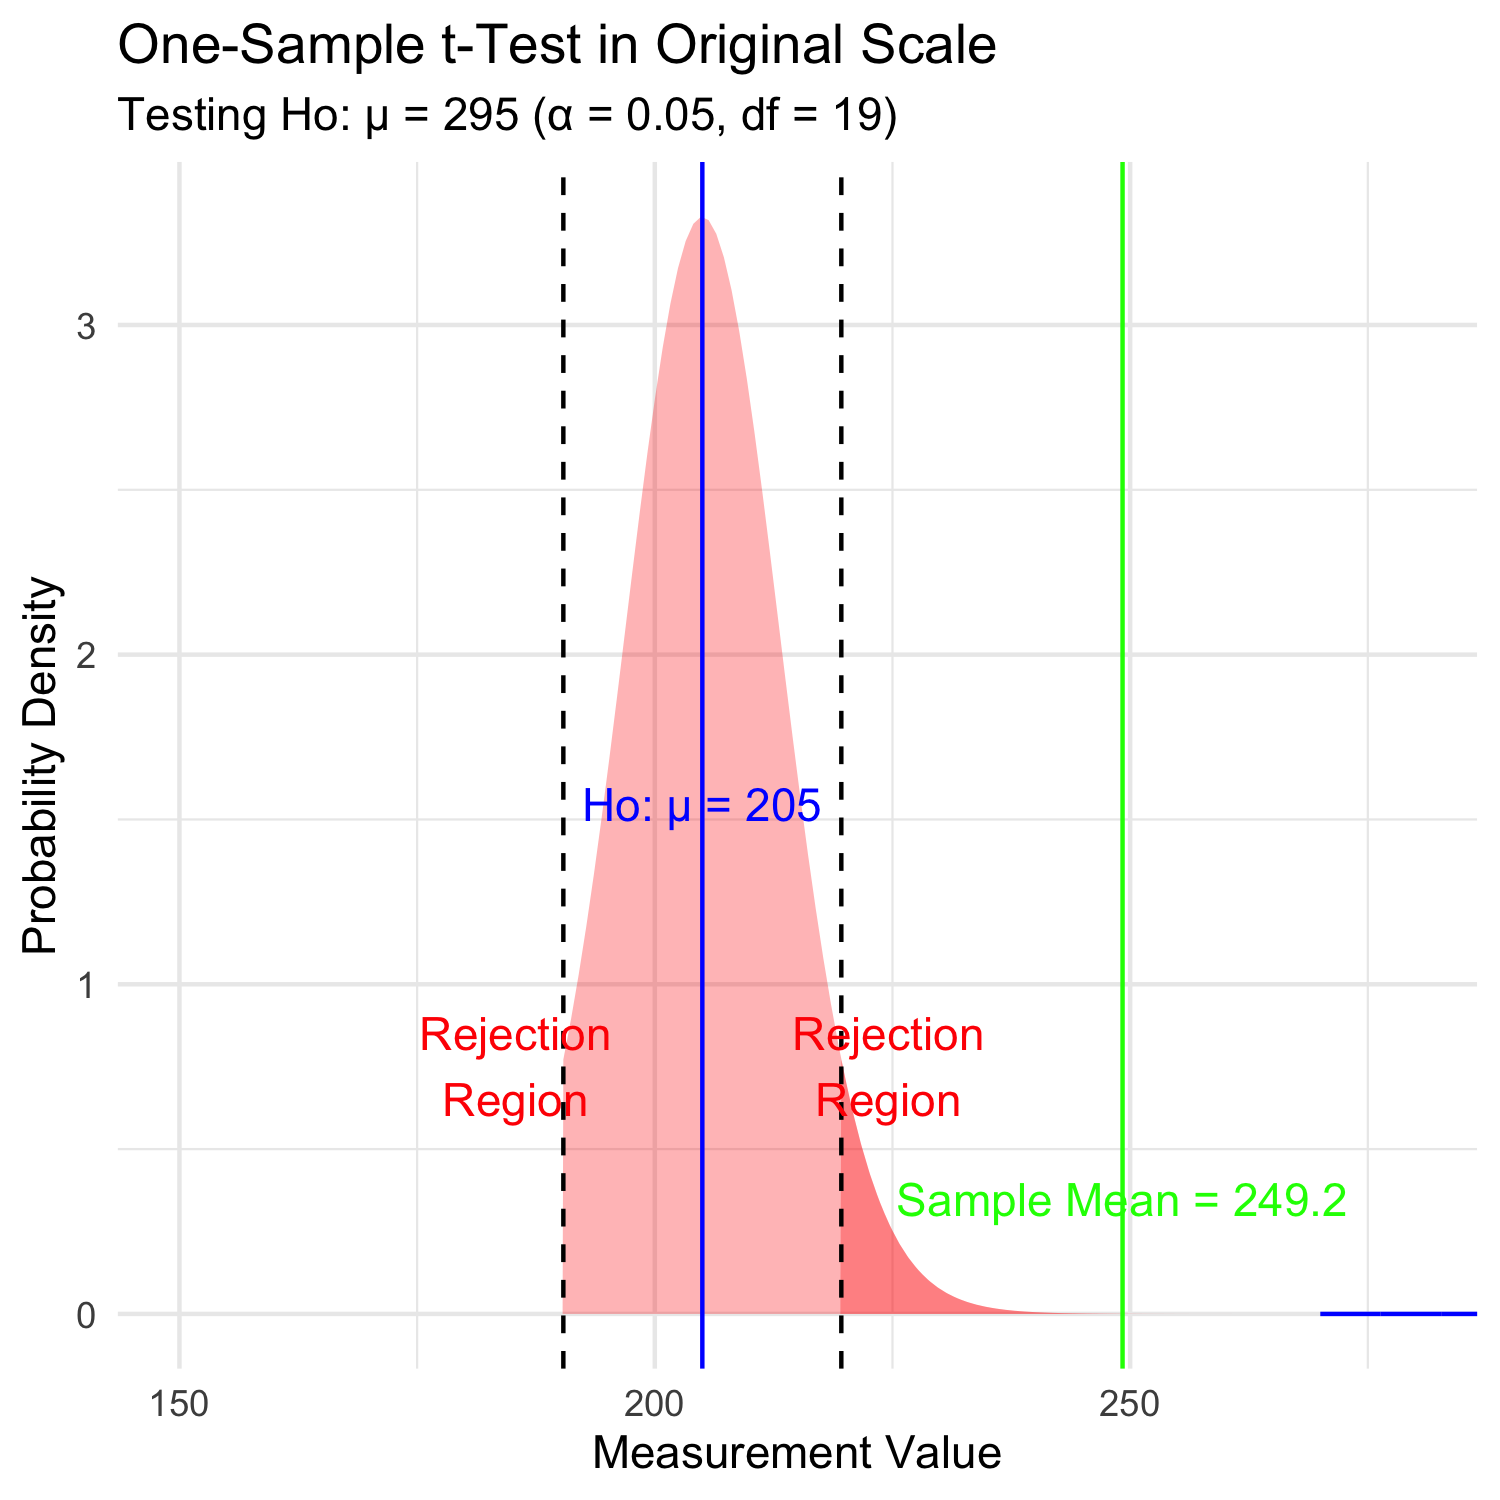 One-Sample t-Test in Original Scale
Testing Ho: μ = 295 (α = 0.05, df = 19)
Probability Density
3
2
1
0
Ho: μ = 205
Rejection
Region
Rejection
Region
Sample Mean = 249.2
150
200
250
Measurement Value